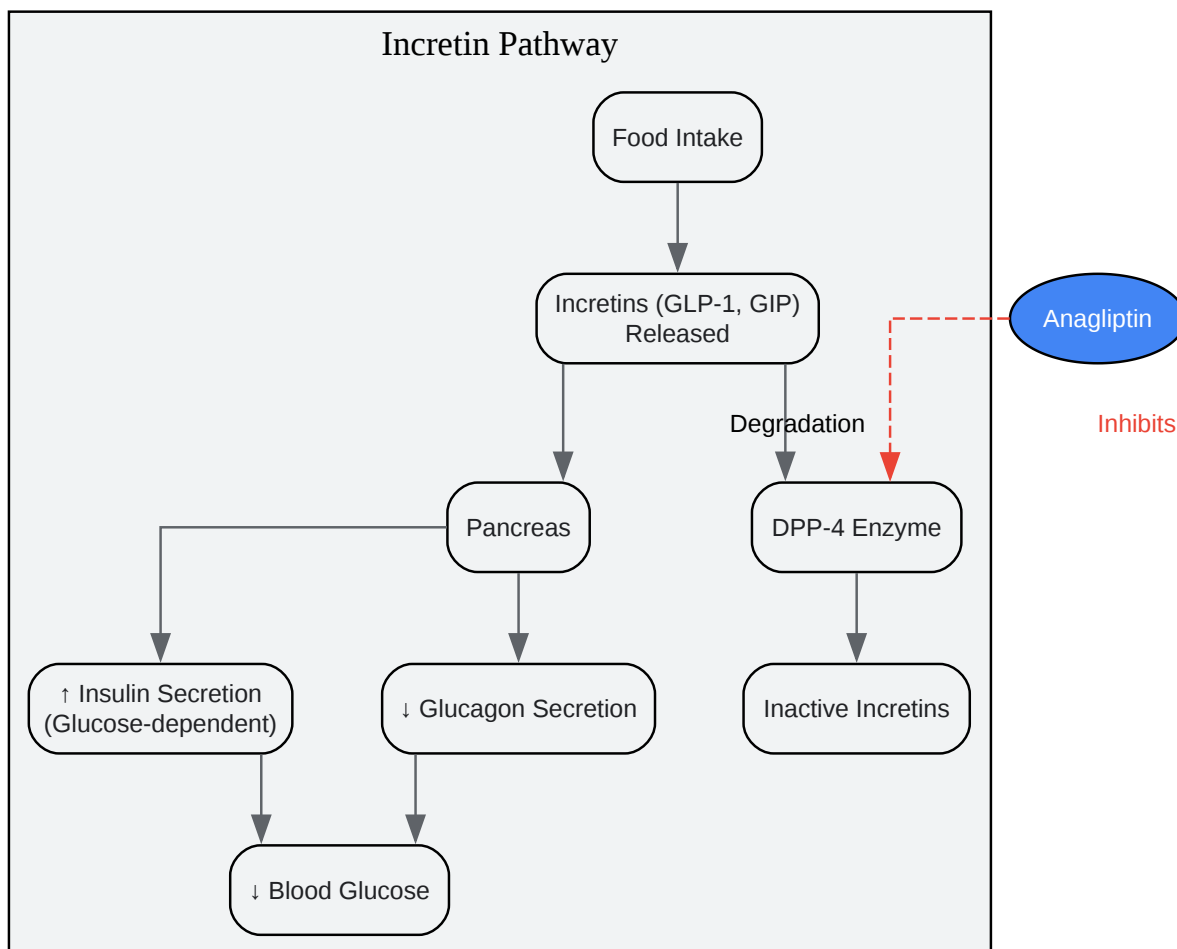 Incretin Pathway
Food Intake
Incretins (GLP-1, GIP)
Released
Anagliptin
Degradation
Inhibits
Pancreas
DPP-4 Enzyme
↑ Insulin Secretion
(Glucose-dependent)
↓ Glucagon Secretion
Inactive Incretins
↓ Blood Glucose